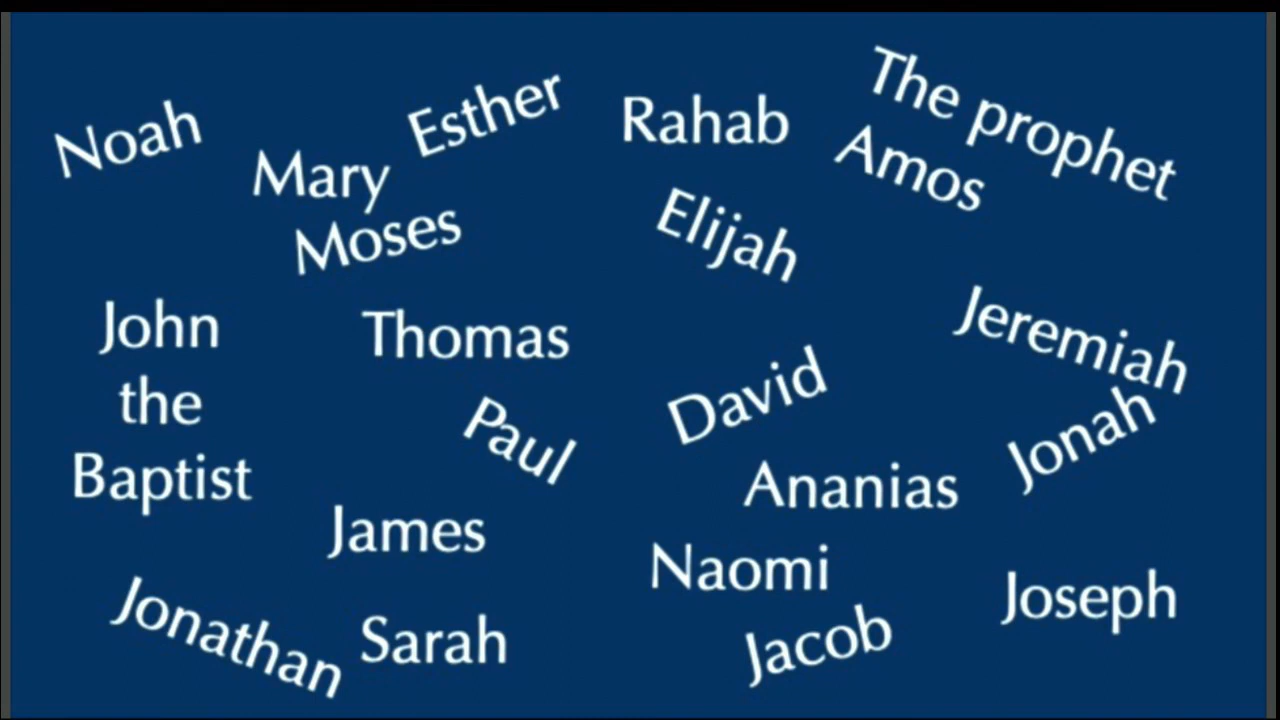 Noah
Esther
Rahab
The prophet
Amos
Mary
Moses
Elijah
John
the
Baptist
Thomas
Jeremiah
David
Paul
Jonah
Ananias
James
Naomi
Joseph
Jonathan
Sarah
Jacob